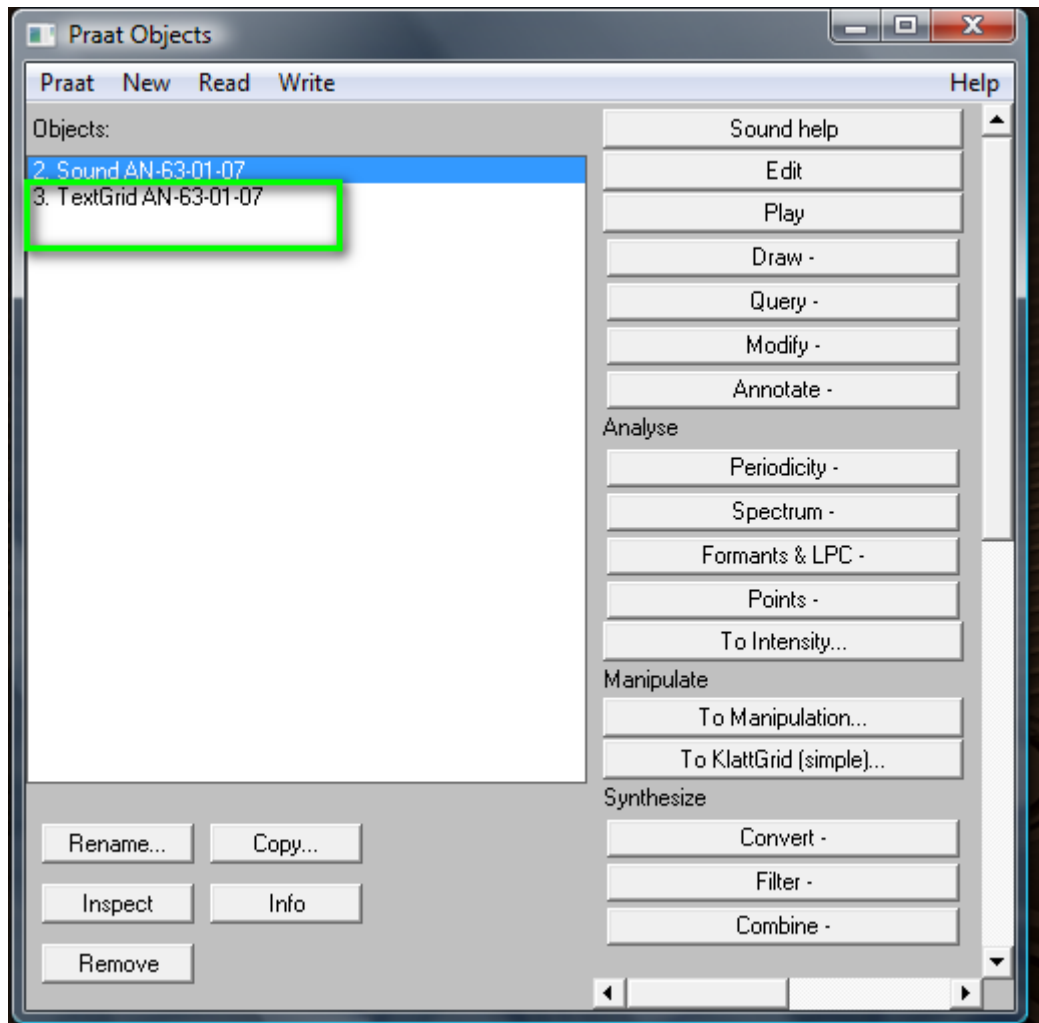 Praat Objects
Praat New Read Write Help
Objects:
2. Sound AN-63-01-07
3. TextGrid AN-63-01-07
Rename... Copy...
Inspect Info
Remove
Sound help
Edit
Play
Draw -
Query -
Modify -
Annotate -
Analyse
Periodicity -
Spectrum -
Formants & LPC -
Points -
To Intensity...
Manipulate
To Manipulation...
To KlattGrid (simple)...
Synthesize
Convert -
Filter -
Combine -